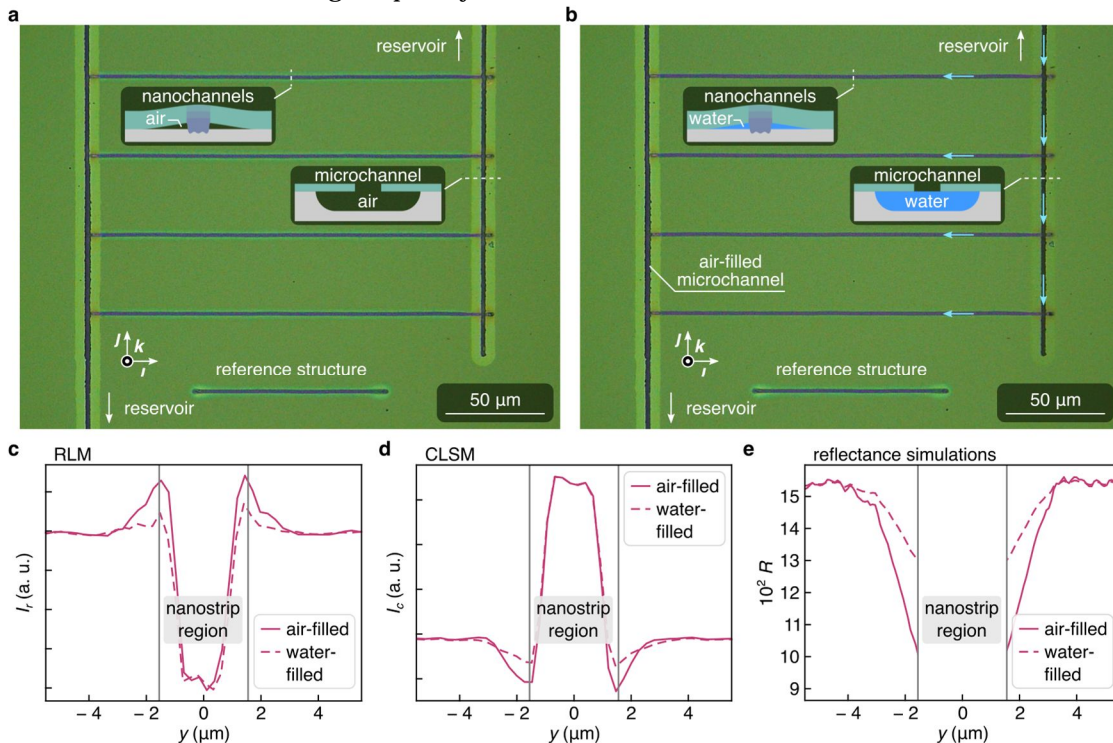 a
reservoir
nanochannels
air
microchannel
air
J
k
reference structure
reservoir
50 µm
b
reservoir
nanochannels
water
microchannel
water
air-filled
microchannel
J
k
reference structure
reservoir
50 µm
c
RLM
I_r (a. u.)
nanostrip
region
air-filled
water-
filled
− 4 − 2 0 2 4
y (µm)
d
CLSM
I_c (a. u.)
air-filled
water-
filled
nanostrip
region
− 4 − 2 0 2 4
y (µm)
e
reflectance simulations
10² R
15
13
12
11
10
9
nanostrip
region
air-filled
water-
filled
− 4 − 2 0 2 4
y (µm)